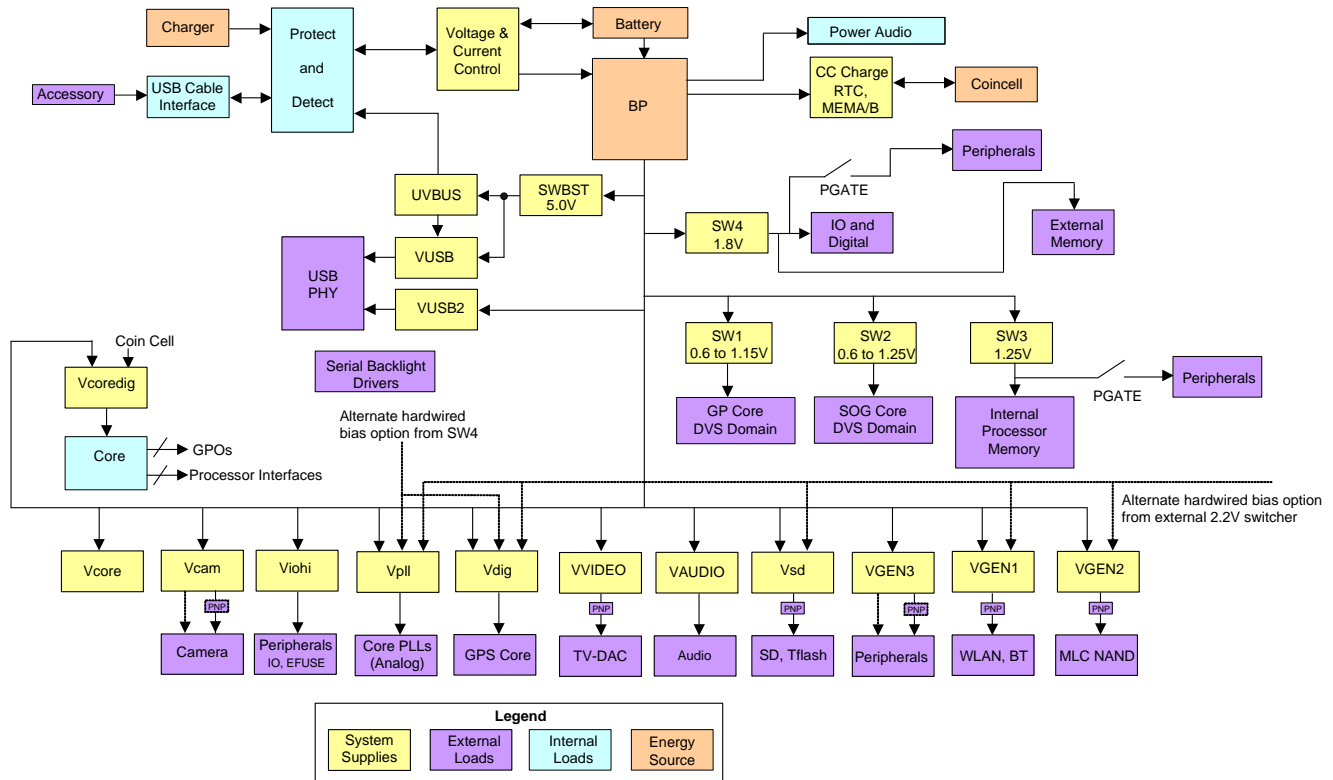 Charger
Protect
and
Detect
Voltage &
Current
Control
Battery
Power Audio
Accessory
USB Cable
Interface
BP
CC Charge
RTC,
MEMA/B
Coincell
Peripherals
PGATE
UVBUS
SWBST
5.0V
SW4
1.8V
IO and
Digital
External
Memory
USB
PHY
VUSB
VUSB2
SW1
0.6 to 1.15V
SW2
0.6 to 1.25V
SW3
1.25V
Coin Cell
Vcoredig
Serial Backlight
Drivers
Peripherals
PGATE
GP Core
DVS Domain
SOG Core
DVS Domain
Internal
Processor
Memory
Alternate hardwired
bias option from SW4
Core
GPOs
Processor Interfaces
Alternate hardwired bias option
from external 2.2V switcher
Vcore
Vcam
Viohi
Vpll
Vdig
VVIDEO
VAUDIO
Vsd
VGEN3
VGEN1
VGEN2
PNP
PNP
PNP
PNP
PNP
PNP
Camera
Peripherals
IO, EFUSE
Core PLLs
(Analog)
GPS Core
TV-DAC
Audio
SD, Tflash
Peripherals
WLAN, BT
MLC NAND
Legend
System
Supplies
External
Loads
Internal
Loads
Energy
Source